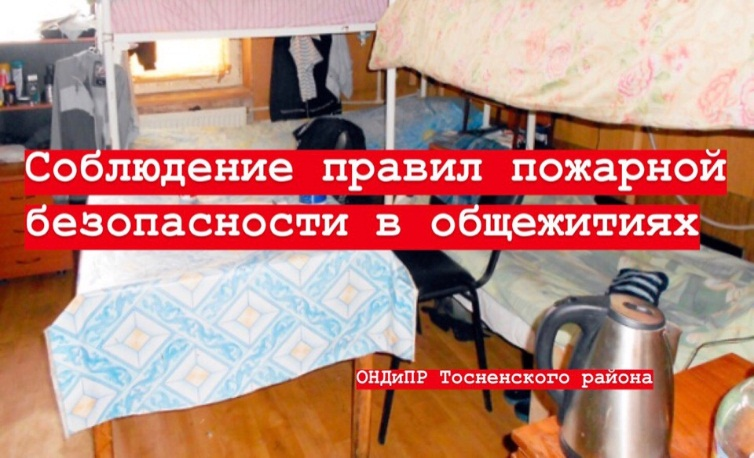 Соблюдение правил пожарной
безопасности в общежитиях
ОНДиПР Тосненского района